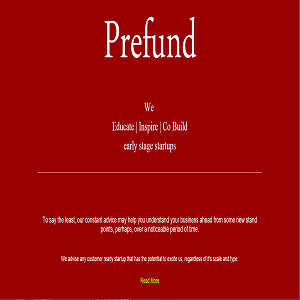 Prefund
We
Educate | Inspire | Co Build
early stage startups
To say the least, our constant advice may help you understand your business ahead from some new stand
points, perhaps, over a noticeable period of time.
We advise any customer ready startup that has the potential to excite us, regardless of it's scale and type.
Read More